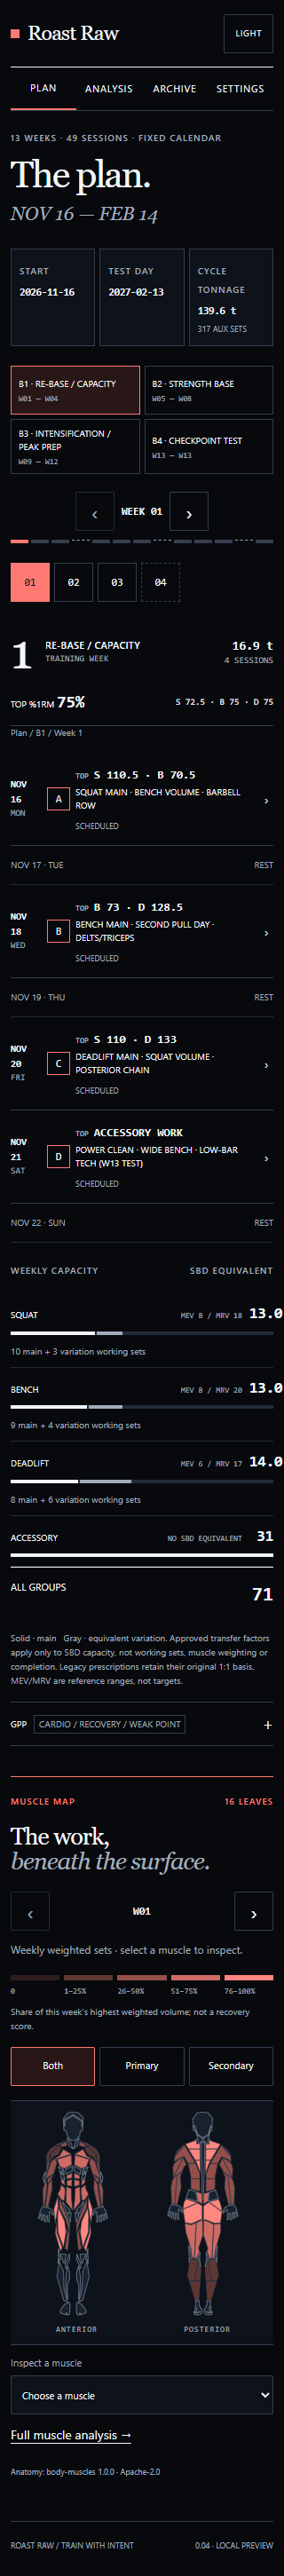 Roast Raw
LIGHT
PLAN
ANALYSIS
ARCHIVE
SETTINGS
13 WEEKS · 49 SESSIONS · FIXED CALENDAR
The plan.
NOV 16 — FEB 14
START
2026-11-16
TEST DAY
2027-02-13
CYCLE
TONNAGE
139.6 t
317 AUX SETS
B1 · RE-BASE / CAPACITY
W01 — W04
B2 · STRENGTH BASE
W05 — W08
B3 · INTENSIFICATION /
PEAK PREP
W09 — W12
B4 · CHECKPOINT TEST
W13 — W13
‹
WEEK 01
›
01
02
03
04
1
RE-BASE / CAPACITY
TRAINING WEEK
16.9 t
4 SESSIONS
TOP %1RM 75%
S 72.5 · B 75 · D 75
Plan / B1 / Week 1
NOV
16
MON
A
TOP S 110.5 · B 70.5
SQUAT MAIN · BENCH VOLUME · BARBELL
ROW
SCHEDULED
›
NOV 17 · TUE
REST
NOV
18
WED
B
TOP B 73 · D 128.5
BENCH MAIN · SECOND PULL DAY ·
DELTS/TRICEPS
SCHEDULED
›
NOV 19 · THU
REST
NOV
20
FRI
C
TOP S 110 · D 133
DEADLIFT MAIN · SQUAT VOLUME ·
POSTERIOR CHAIN
SCHEDULED
›
NOV
21
SAT
D
TOP ACCESSORY WORK
POWER CLEAN · WIDE BENCH · LOW-BAR
TECH (W13 TEST)
SCHEDULED
›
NOV 22 · SUN
REST
WEEKLY CAPACITY
SBD EQUIVALENT
SQUAT
MEV 8 / MRV 18 13.0
10 main + 3 variation working sets
BENCH
MEV 8 / MRV 20 13.0
9 main + 4 variation working sets
DEADLIFT
MEV 6 / MRV 17 14.0
8 main + 6 variation working sets
ACCESSORY
NO SBD EQUIVALENT 31
ALL GROUPS
71
Solid · main Gray · equivalent variation. Approved transfer factors
apply only to SBD capacity, not working sets, muscle weighting or
completion. Legacy prescriptions retain their original 1:1 basis.
MEV/MRV are reference ranges, not targets.
GPP
CARDIO / RECOVERY / WEAK POINT
+
MUSCLE MAP
16 LEAVES
The work,
beneath the surface.
‹
W01
›
Weekly weighted sets · select a muscle to inspect.
0
1–25%
26–50%
51–75%
76–100%
Share of this week's highest weighted volume; not a recovery
score.
Both
Primary
Secondary
ANTERIOR
POSTERIOR
Inspect a muscle
Choose a muscle
Full muscle analysis →
Anatomy: body-muscles 1.0.0 · Apache-2.0
ROAST RAW / TRAIN WITH INTENT
0.04 · LOCAL PREVIEW